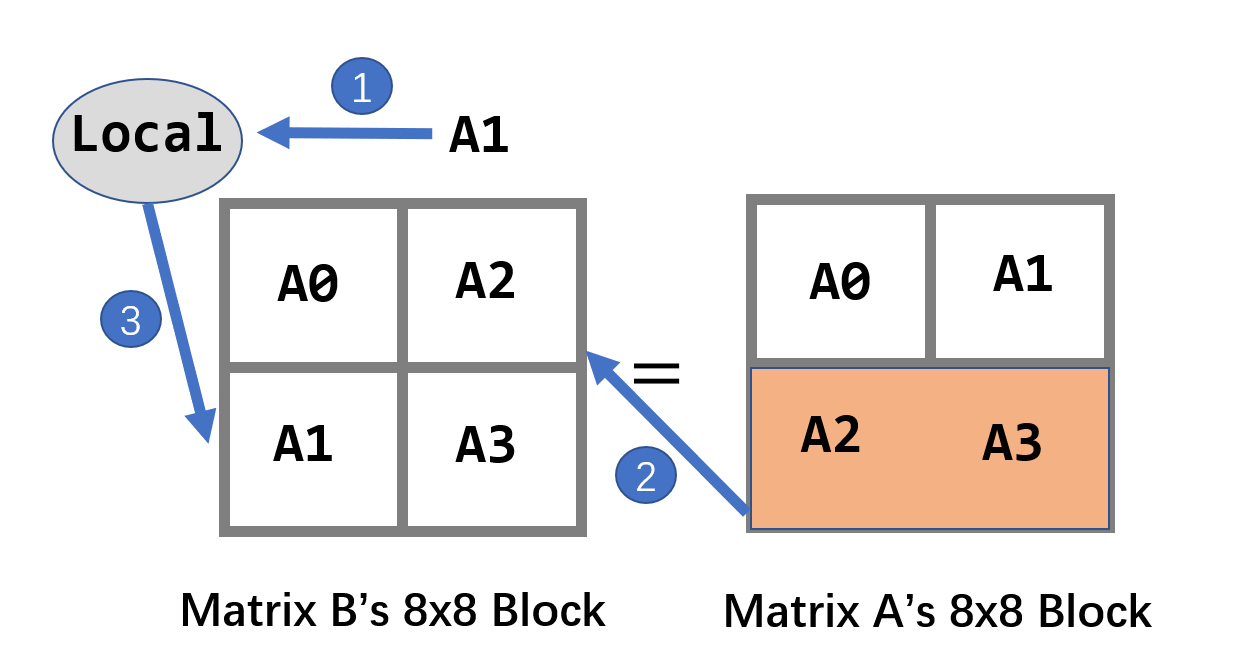 1
Local
A1
A0 A2
A0 A1
3
=
A1 A3
A2 A3
2
Matrix B’s 8x8 Block
Matrix A’s 8x8 Block